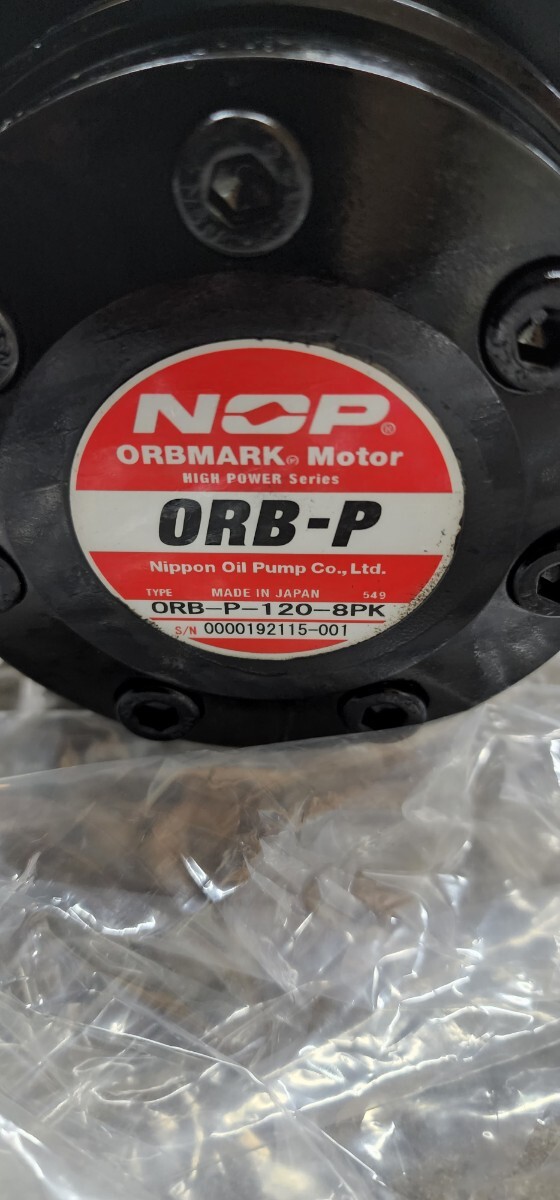 NOP®
ORBMARK® Motor
HIGH POWER Series
ORB-P
Nippon Oil Pump Co., Ltd.
TYPE MADE IN JAPAN 549
ORB-P-120-8PK
S/N 0000192115-001